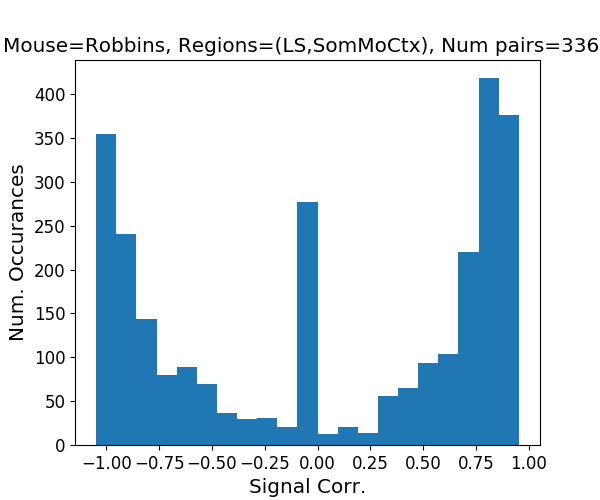 Mouse=Robbins, Regions=(LS,SomMoCtx), Num pairs=336
Num. Occurances
400
350
300
250
200
150
100
50
0
−1.00 −0.75 −0.50 −0.25 0.00 0.25 0.50 0.75 1.00
Signal Corr.